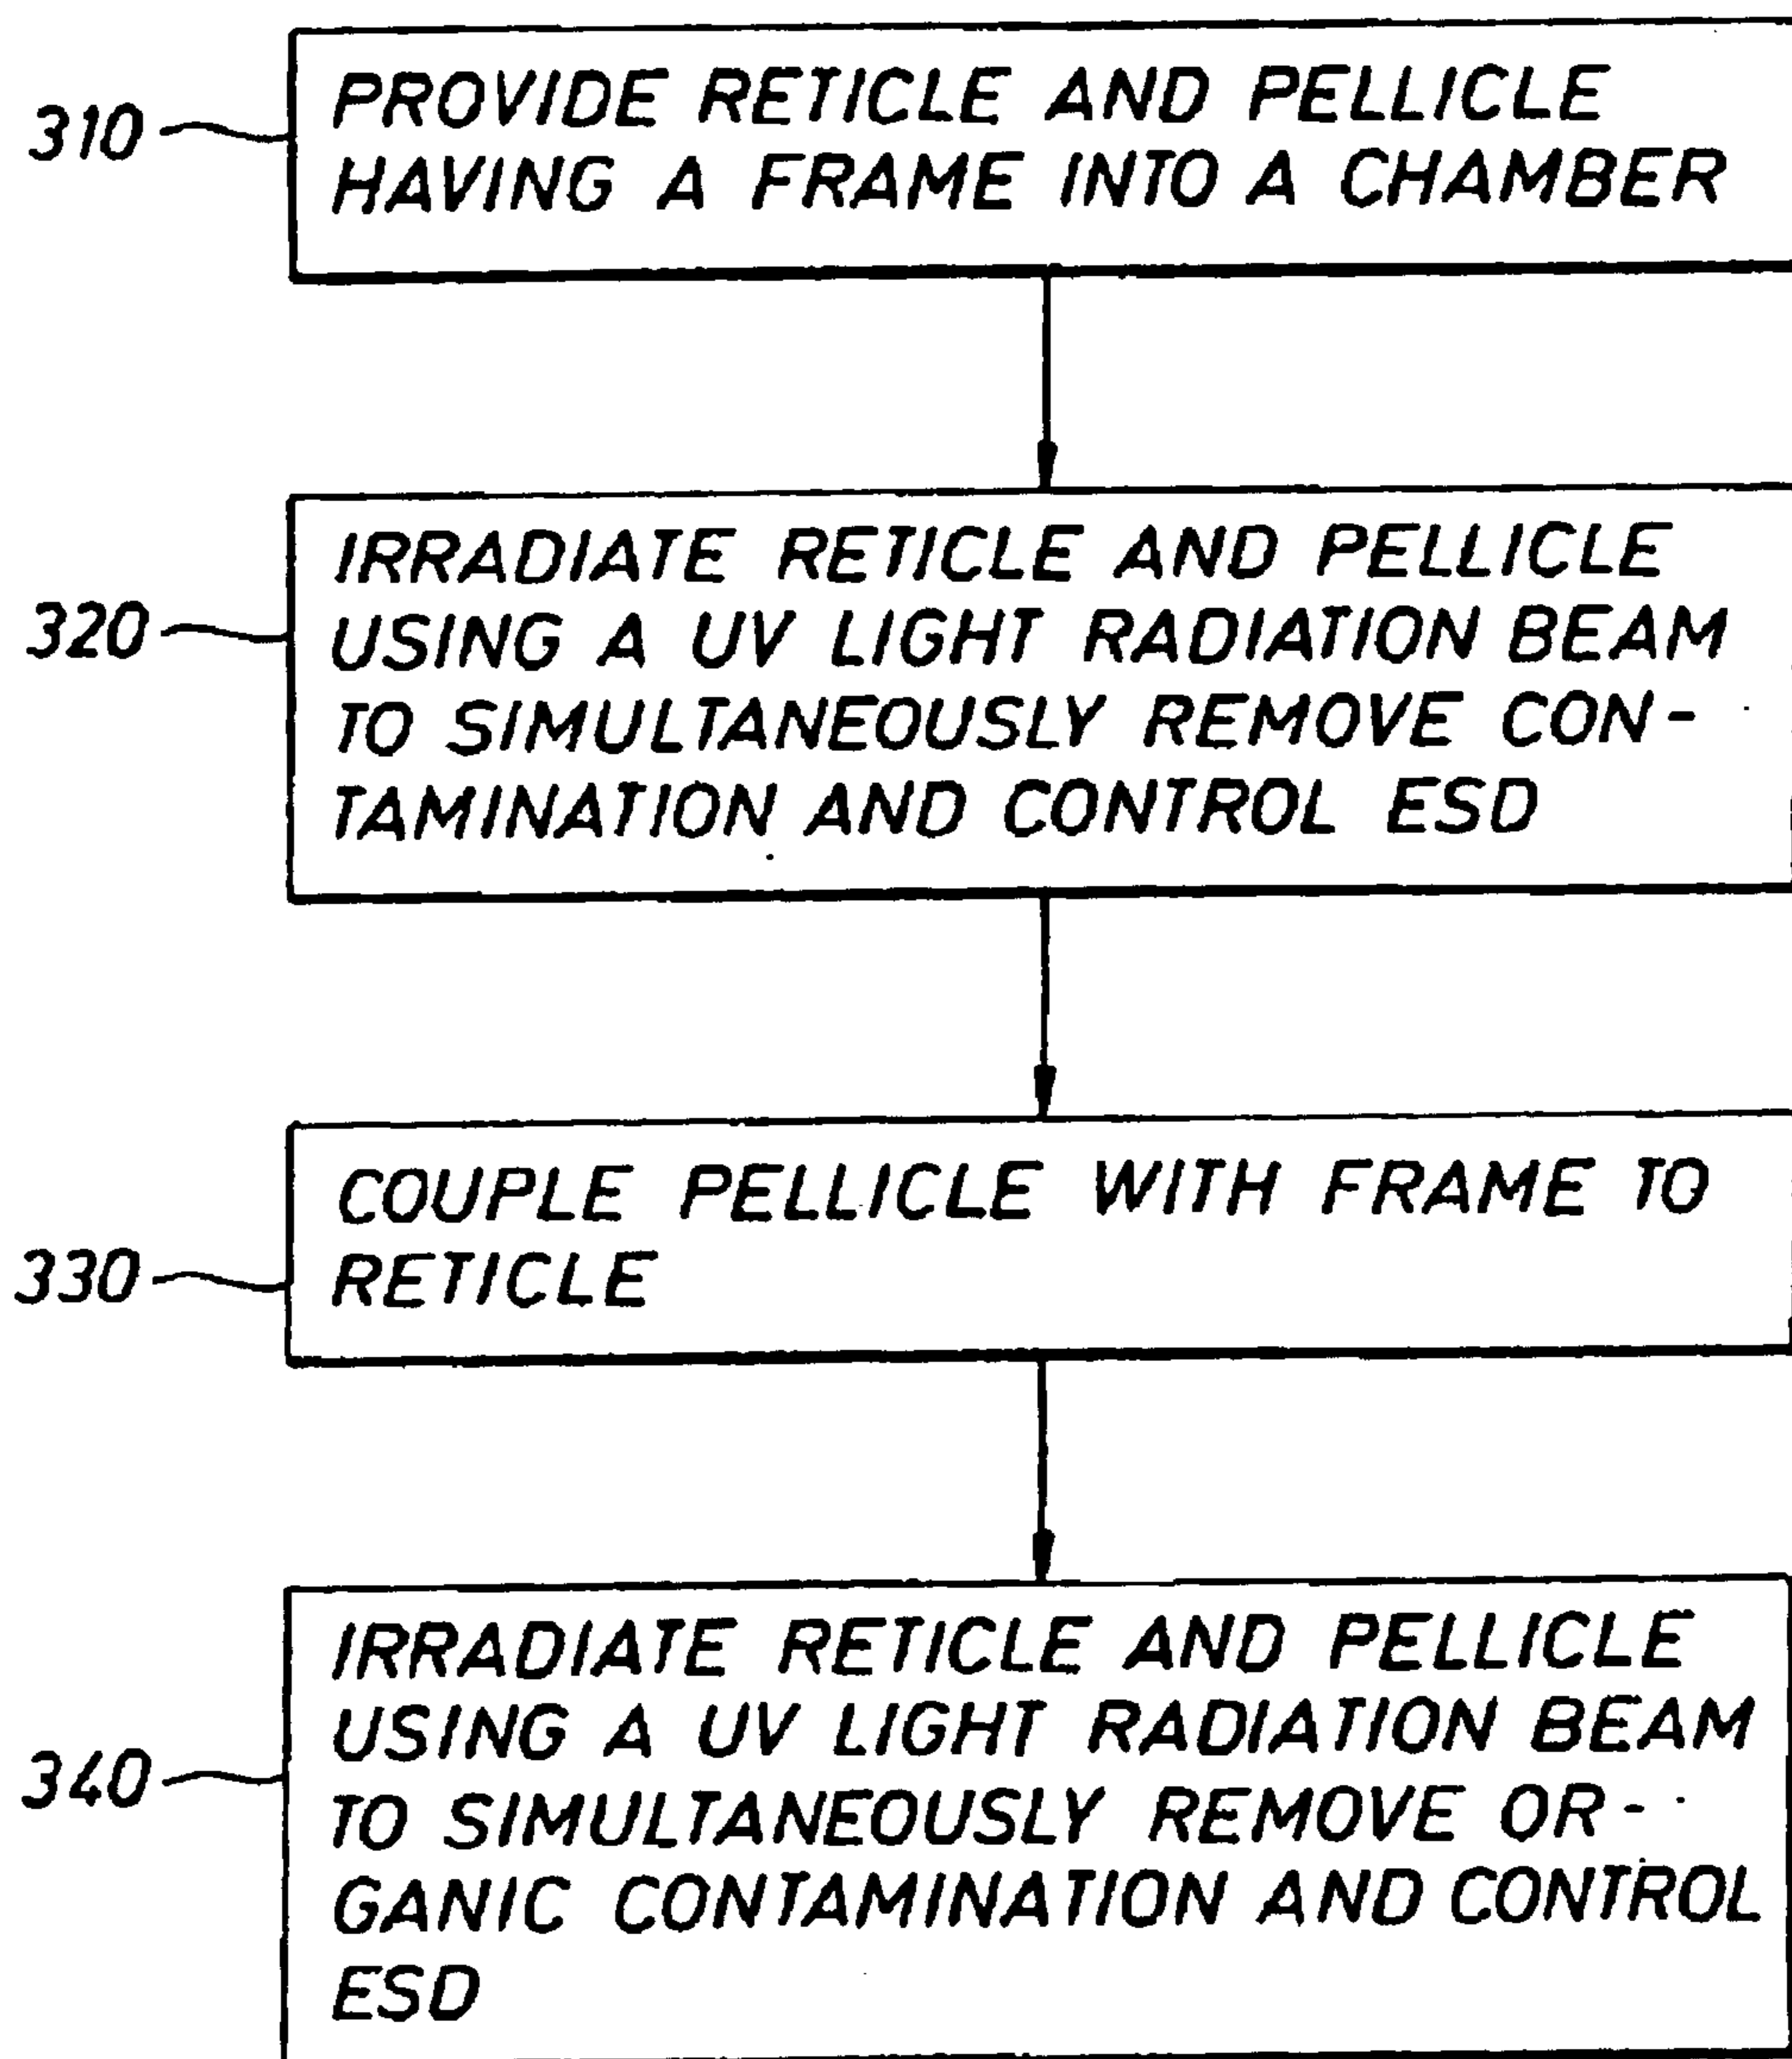 310
PROVIDE RETICLE AND PELLICLE
HAVING A FRAME INTO A CHAMBER
320
IRRADIATE RETICLE AND PELLICLE
USING A UV LIGHT RADIATION BEAM
TO SIMULTANEOUSLY REMOVE CON-
TAMINATION AND CONTROL ESD
330
COUPLE PELLICLE WITH FRAME TO
RETICLE
340
IRRADIATE RETICLE AND PELLICLE
USING A UV LIGHT RADIATION BEAM
TO SIMULTANEOUSLY REMOVE OR-
GANIC CONTAMINATION AND CONTROL
ESD